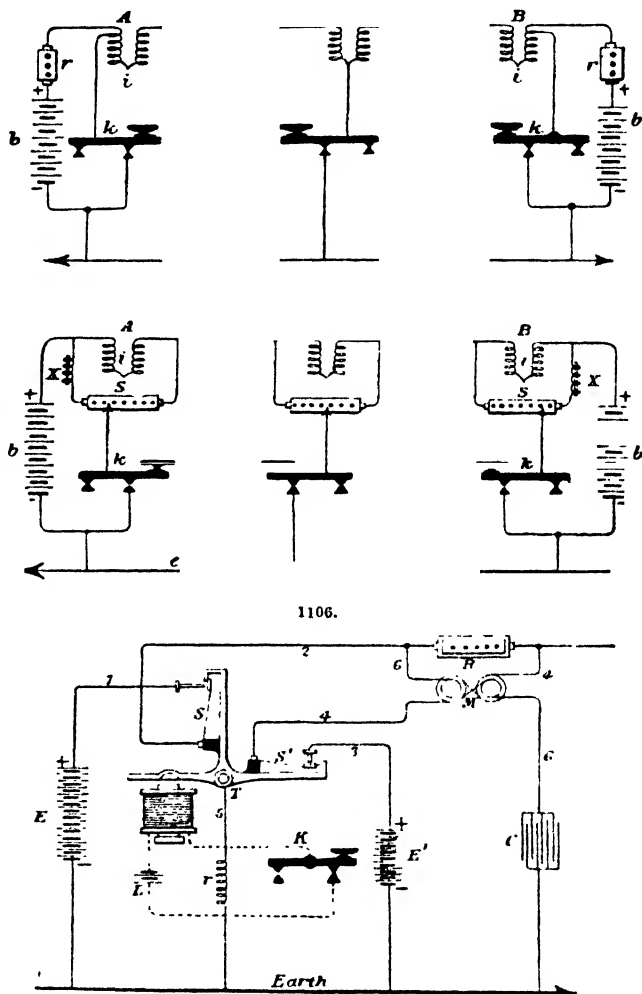 A B
r i i r
+ +
b k k b
- -
A B
X i i X
S S
+ +
b k k b
- -
e
1106.
2 R
6 4
1 M
S 4
S' 3
+ T + 6
E 5 K E' C
L r
Earth